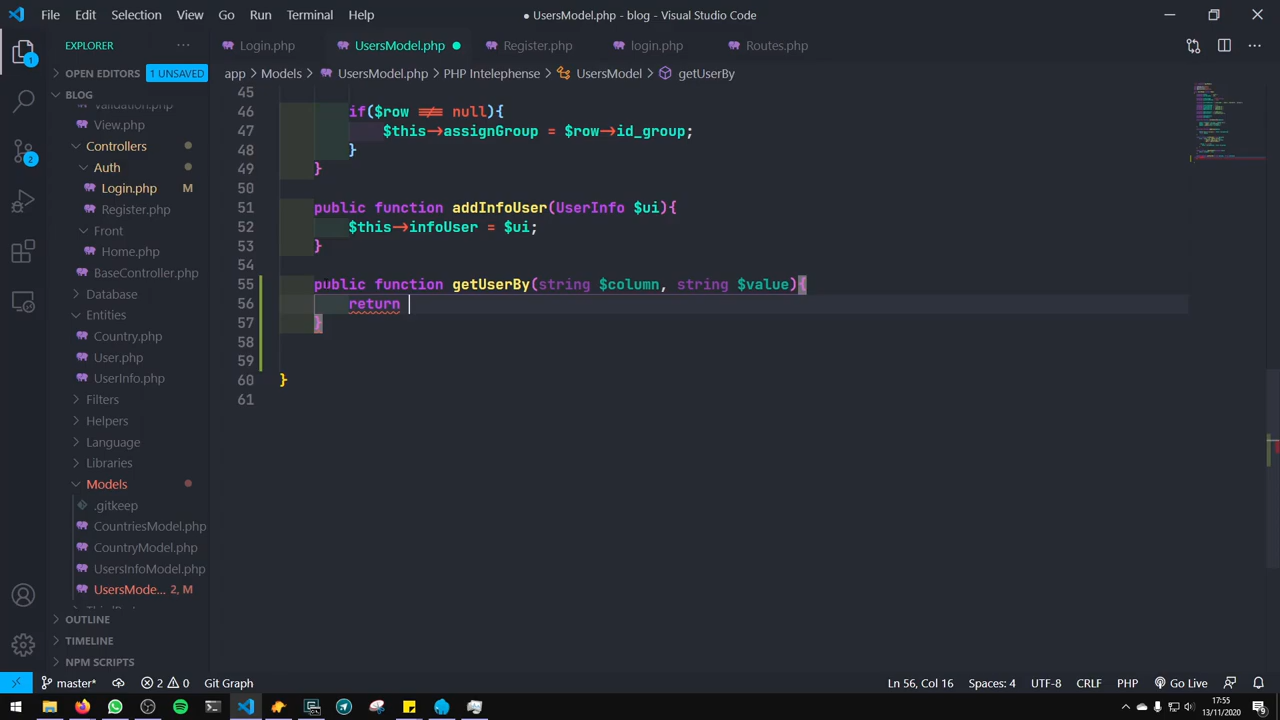 File Edit Selection View Go Run Terminal Help
● UsersModel.php - blog - Visual Studio Code
EXPLORER
Login.php
UsersModel.php
Register.php
login.php
Routes.php
OPEN EDITORS 1 UNSAVED
app > Models > UsersModel.php > PHP Intelephense > UsersModel > getUserBy
BLOG
Validation.php
View.php
Controllers
Auth
Login.php M
Register.php
Front
Home.php
BaseController.php
Database
Entities
Country.php
User.php
UserInfo.php
Filters
Helpers
Language
Libraries
Models
.gitkeep
CountriesModel.php
CountryModel.php
UsersInfoModel.php
UsersMode... 2, M
OUTLINE
TIMELINE
NPM SCRIPTS
1
2
45
46 if($row !== null){
47 $this->assignGroup = $row->id_group;
48 }
49 }
50
51 public function addInfoUser(UserInfo $ui){
52 $this->infoUser = $ui;
53 }
54
55 public function getUserBy(string $column, string $value){
56 return
57 }
58
59
60 }
61
master* 2 0 Git Graph
Ln 56, Col 16 Spaces: 4 UTF-8 CRLF PHP Go Live
17:55
13/11/2020